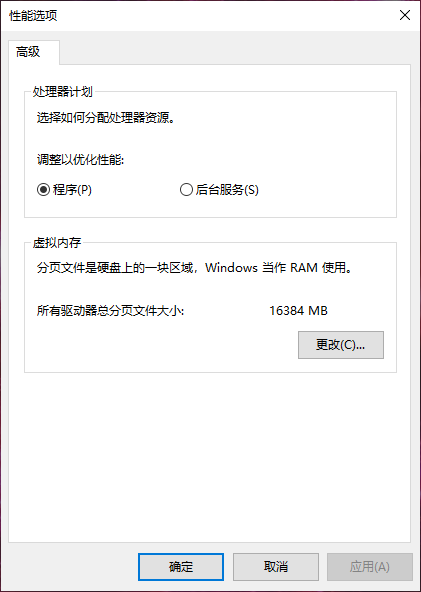 性能选项
高级
处理器计划
选择如何分配处理器资源。
调整以优化性能:
程序(P)
后台服务(S)
虚拟内存
分页文件是硬盘上的一块区域，Windows 当作 RAM 使用。
所有驱动器总分页文件大小: 16384 MB
更改(C)...
确定
取消
应用(A)